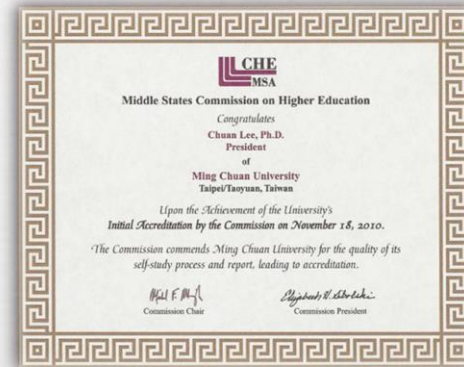 CHE
MSA
Middle States Commission on Higher Education
Congratulates
Chuan Lee, Ph.D.
President
of
Ming Chuan University
Taipei/Taoyuan, Taiwan
Upon the Achievement of the University's
Initial Accreditation by the Commission on November 18, 2010.
The Commission commends Ming Chuan University for the quality of its
self-study process and report, leading to accreditation.
Commission Chair
Commission President